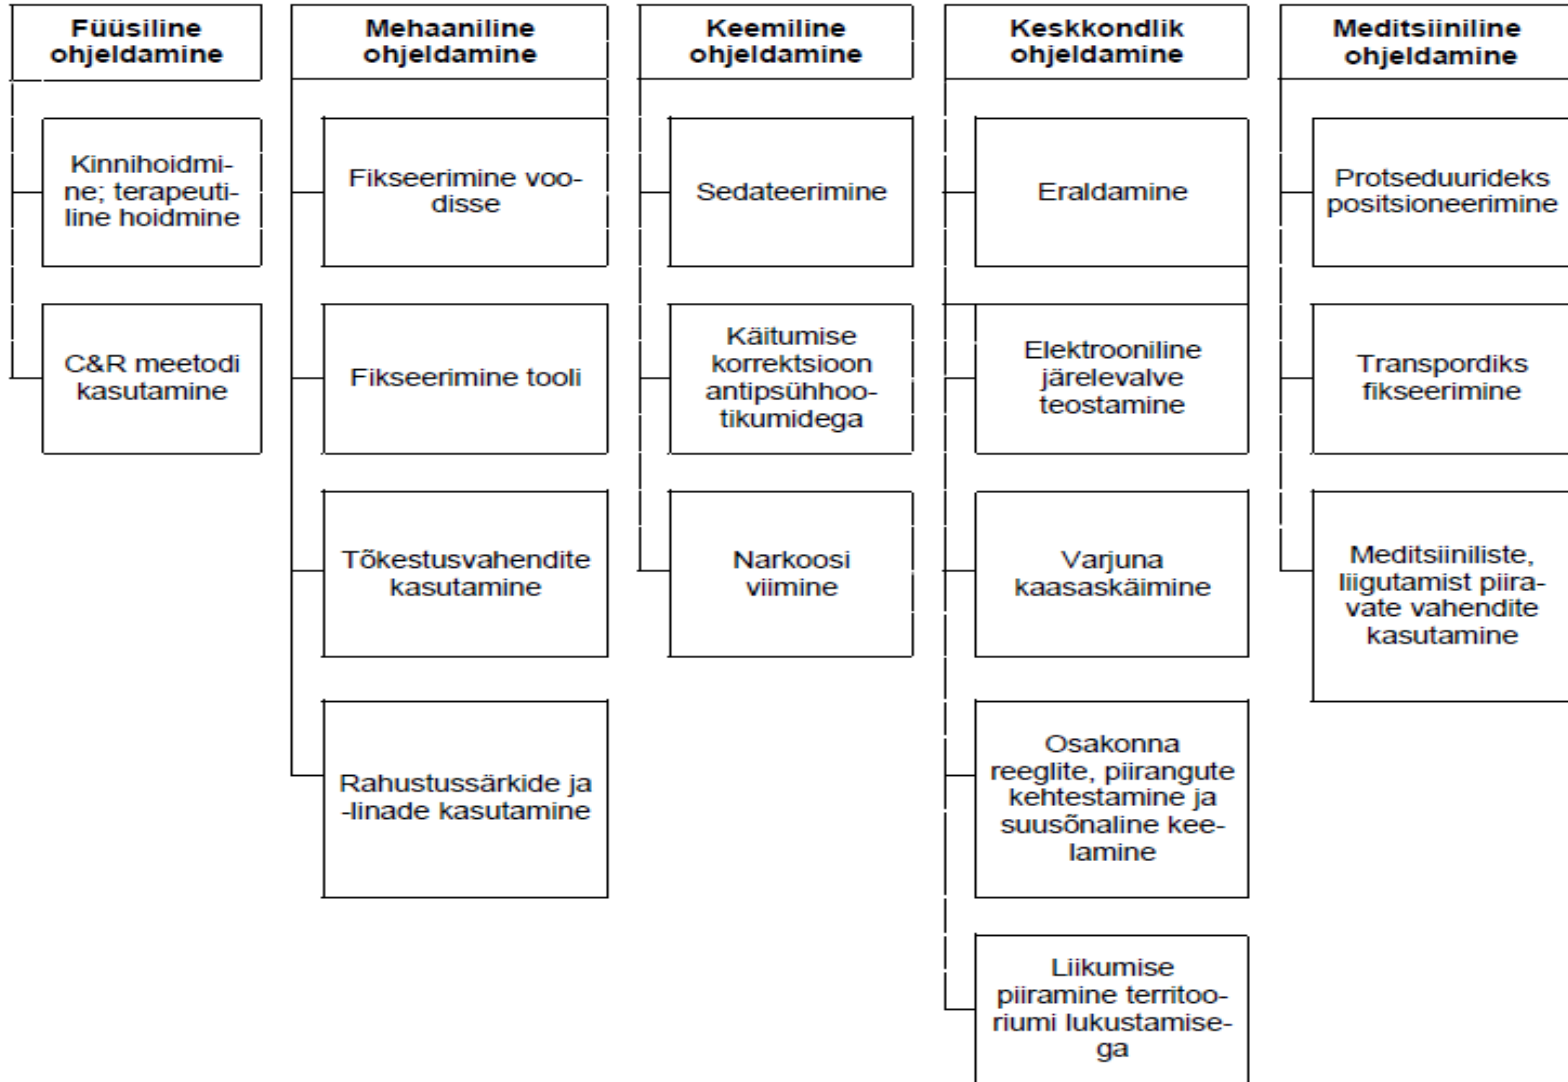 Füüsiline
ohjeldamine
Kinnihoidmi-
ne; terapeuti-
line hoidmine
C&R meetodi
kasutamine
Mehaaniline
ohjeldamine
Fikseerimine voo-
disse
Fikseerimine tooli
Tõkestusvahendite
kasutamine
Rahustussärkide ja
-linade kasutamine
Keemiline
ohjeldamine
Sedateerimine
Käitumise
korrektsioon
antipsühhoo-
tikumidega
Narkoosi
viimine
Keskkondlik
ohjeldamine
Eraldamine
Elektrooniline
järelevalve
teostamine
Varjuna
kaasaskäimine
Osakonna
reeglite, piirangute
kehtestamine ja
suusõnaline kee-
lamine
Liikumise
piiramine territoo-
riumi lukustamise-
ga
Meditsiiniline
ohjeldamine
Protseduurideks
positsioneerimine
Transpordiks
fikseerimine
Meditsiiniliste,
liigutamist piira-
vate vahendite
kasutamine